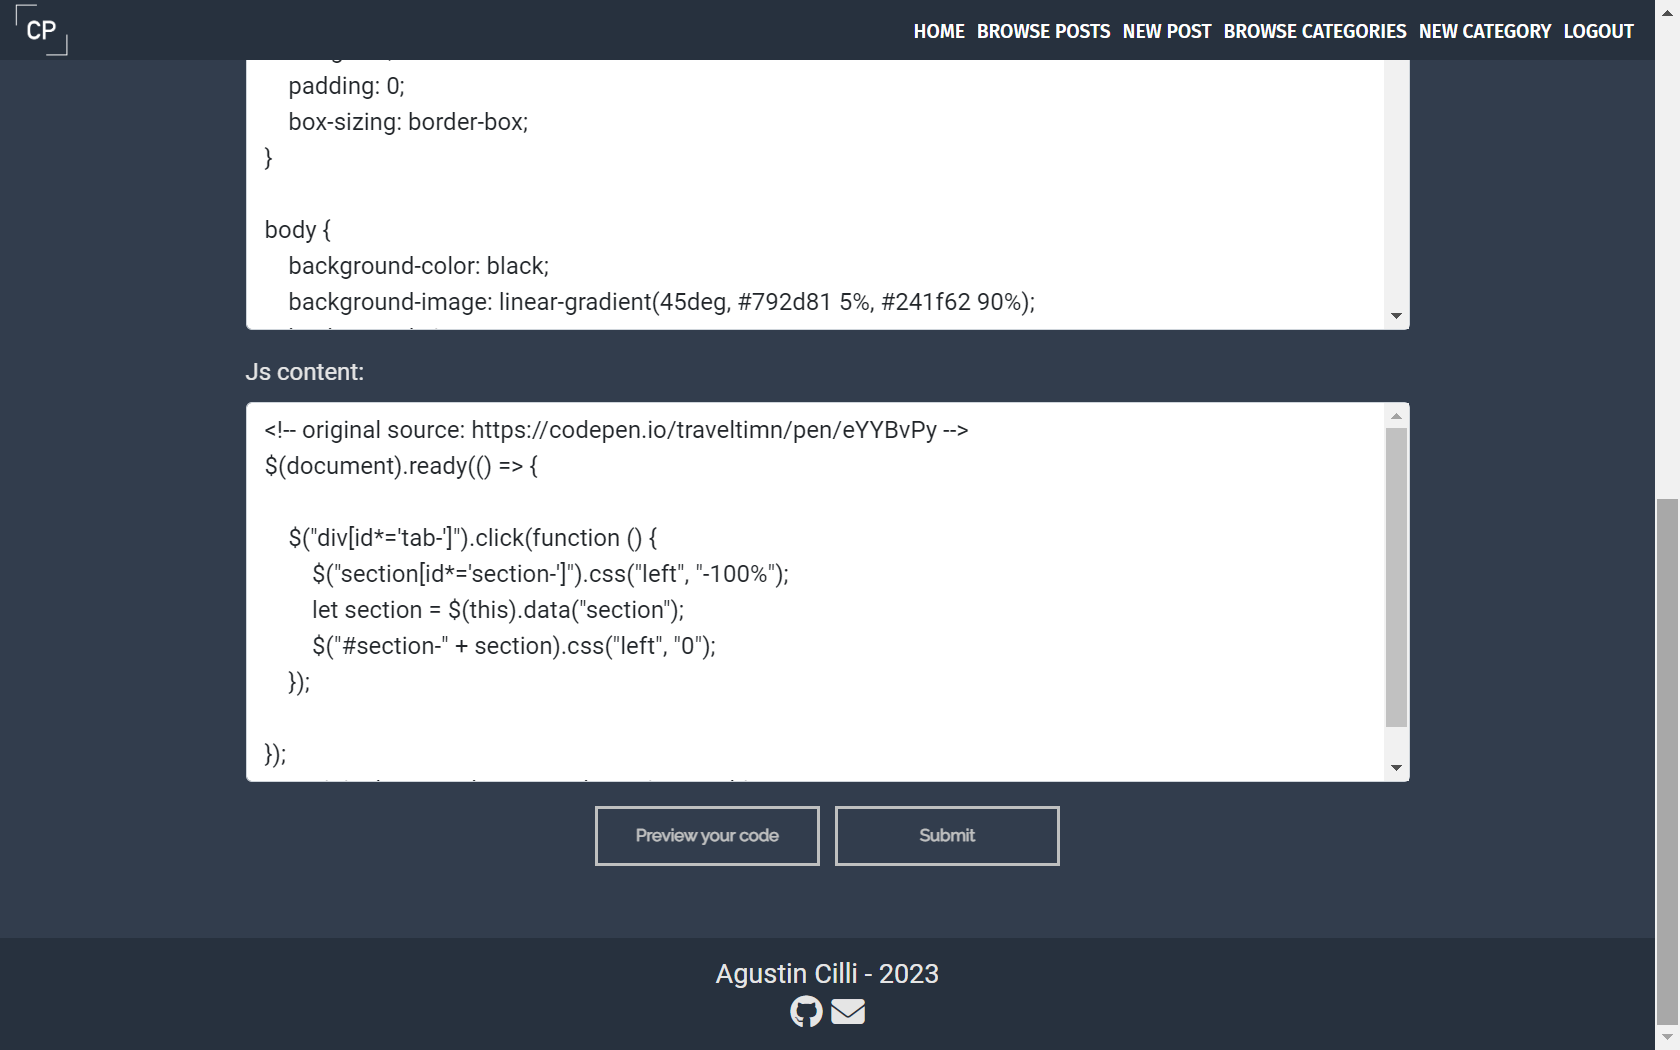 CP
HOME BROWSE POSTS NEW POST BROWSE CATEGORIES NEW CATEGORY LOGOUT
padding: 0;
box-sizing: border-box;
}
body {
background-color: black;
background-image: linear-gradient(45deg, #792d81 5%, #241f62 90%);
Js content:
<!-- original source: https://codepen.io/traveltimn/pen/eYYBvPy -->
$(document).ready(() => {
$("div[id*='tab-']").click(function () {
$("section[id*='section-']").css("left", "-100%");
let section = $(this).data("section");
$("#section-" + section).css("left", "0");
});
});
Preview your code
Submit
Agustin Cilli - 2023